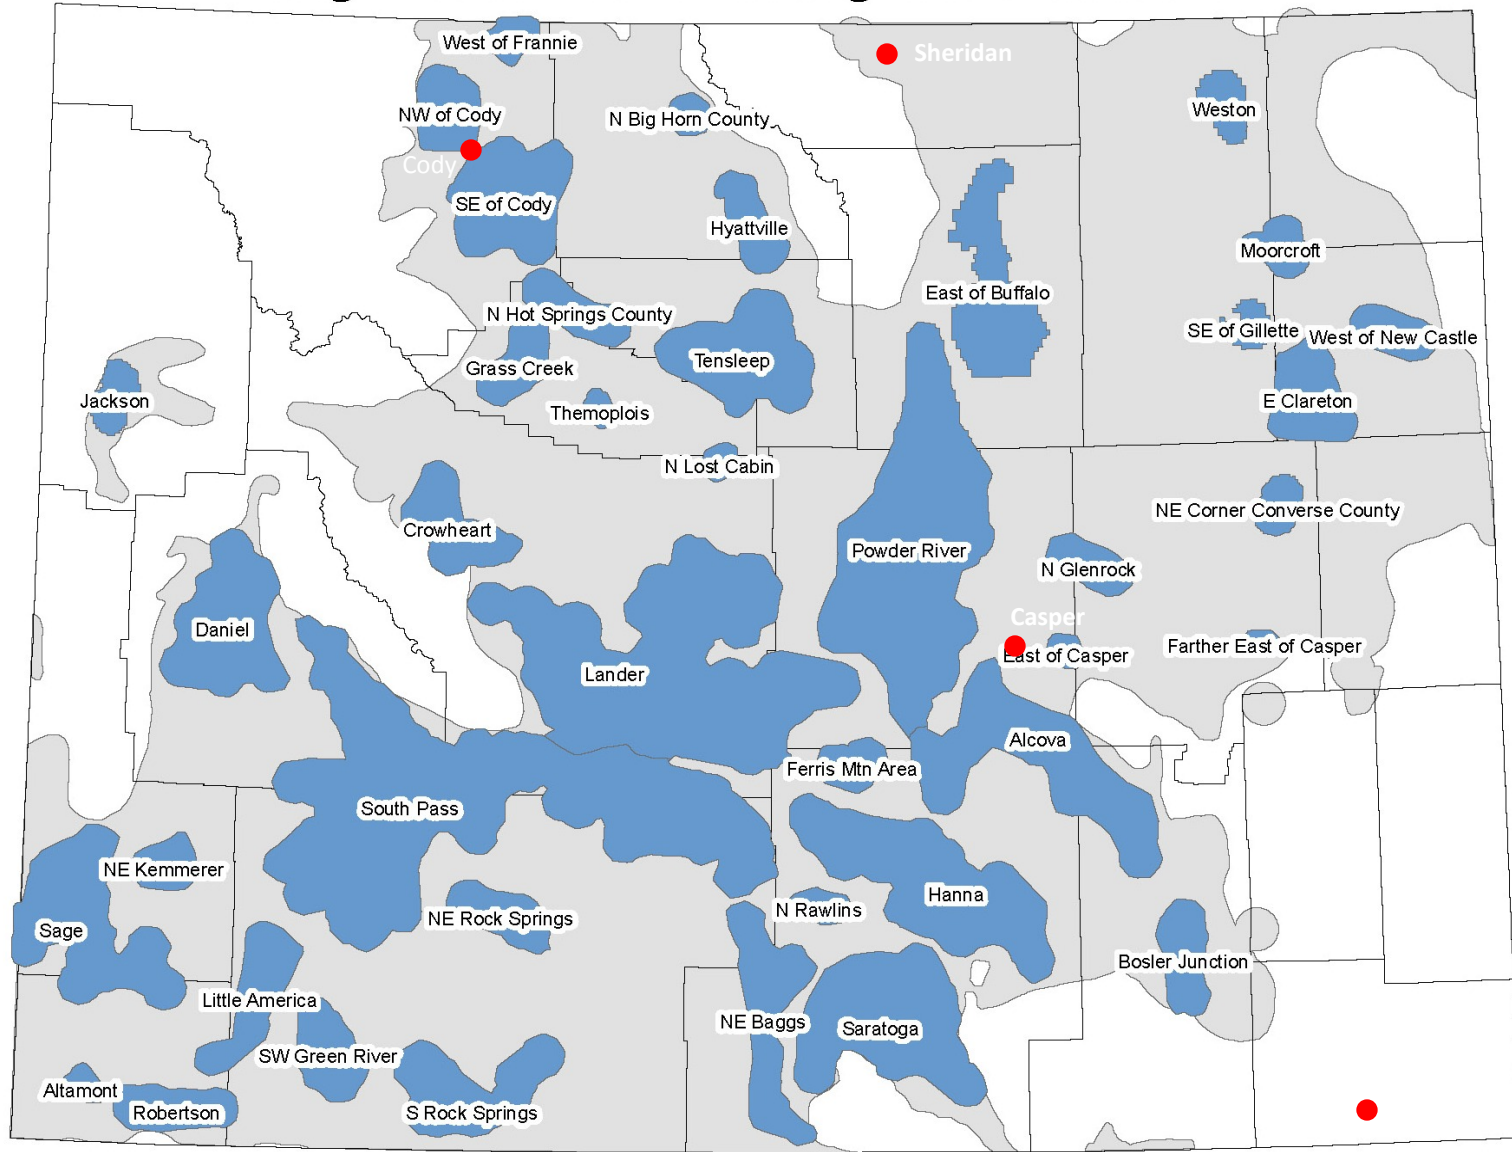 West of Frannie
Sheridan
NW of Cody
N Big Horn County
Weston
Cody
SE of Cody
Hyattville
Moorcroft
East of Buffalo
N Hot Springs County
SE of Gillette
West of New Castle
Grass Creek
Tensleep
Jackson
Themoplois
E Clareton
N Lost Cabin
Crowheart
NE Corner Converse County
Powder River
N Glenrock
Daniel
Casper
Lander
East of Casper
Farther East of Casper
Alcova
Ferris Mtn Area
South Pass
NE Kemmerer
Hanna
NE Rock Springs
N Rawlins
Sage
Bosler Junction
Little America
NE Baggs
Saratoga
SW Green River
Altamont
Robertson
S Rock Springs